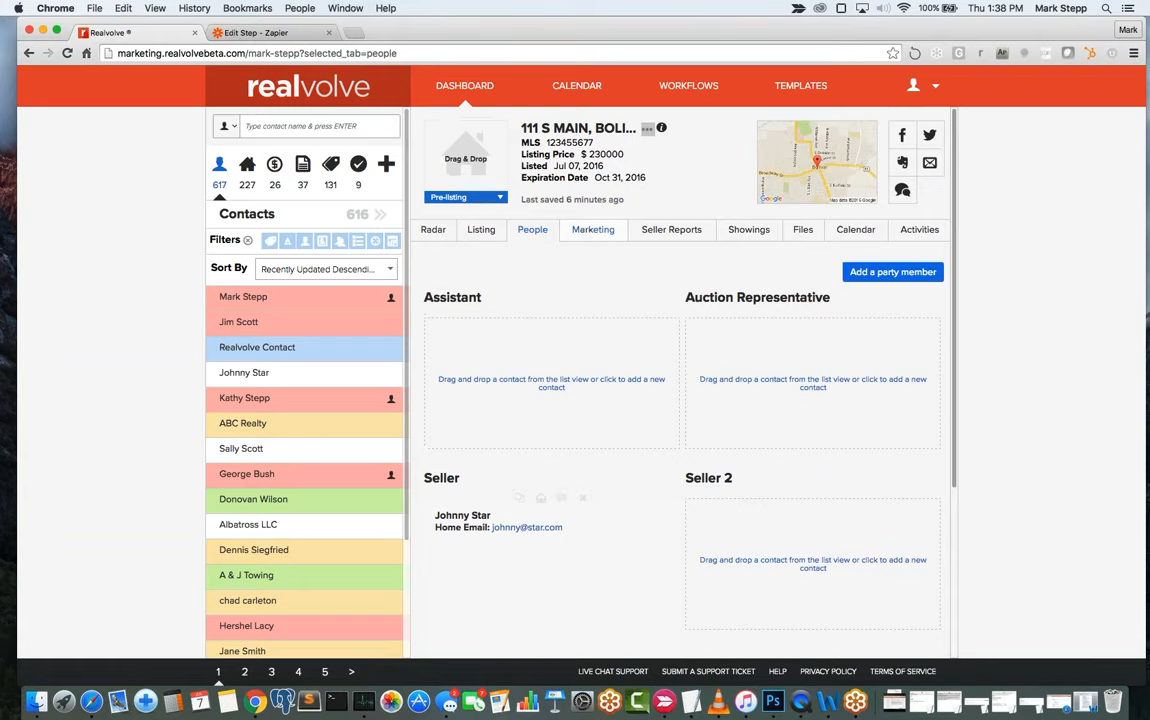 Chrome File Edit View History Bookmarks People Window Help 100% Thu 1:38 PM Mark Stepp
Realvolve ® × Edit Step - Zapier × Mark
marketing.realvolvebeta.com/mark-stepp?selected_tab=people
realvolve DASHBOARD CALENDAR WORKFLOWS TEMPLATES
Type contact name & press ENTER
617 227 26 37 131 9
Contacts 616
Filters
Sort By Recently Updated Descendi...
Mark Stepp
Jim Scott
Realvolve Contact
Johnny Star
Kathy Stepp
ABC Realty
Sally Scott
George Bush
Donovan Wilson
Albatross LLC
Dennis Siegfried
A & J Towing
chad carleton
Hershel Lacy
Jane Smith
1 2 3 4 5 >
Drag & Drop
Pre-listing
111 S MAIN, BOLI...
MLS 123455677
Listing Price $ 230000
Listed Jul 07, 2016
Expiration Date Oct 31, 2016
Last saved 6 minutes ago
Google
Radar Listing People Marketing Seller Reports Showings Files Calendar Activities
Add a party member
Assistant Auction Representative
Drag and drop a contact from the list view or click to add a new
contact
Drag and drop a contact from the list view or click to add a new
contact
Seller Seller 2
Johnny Star
Home Email: johnny@star.com
Drag and drop a contact from the list view or click to add a new
contact
LIVE CHAT SUPPORT SUBMIT A SUPPORT TICKET HELP PRIVACY POLICY TERMS OF SERVICE